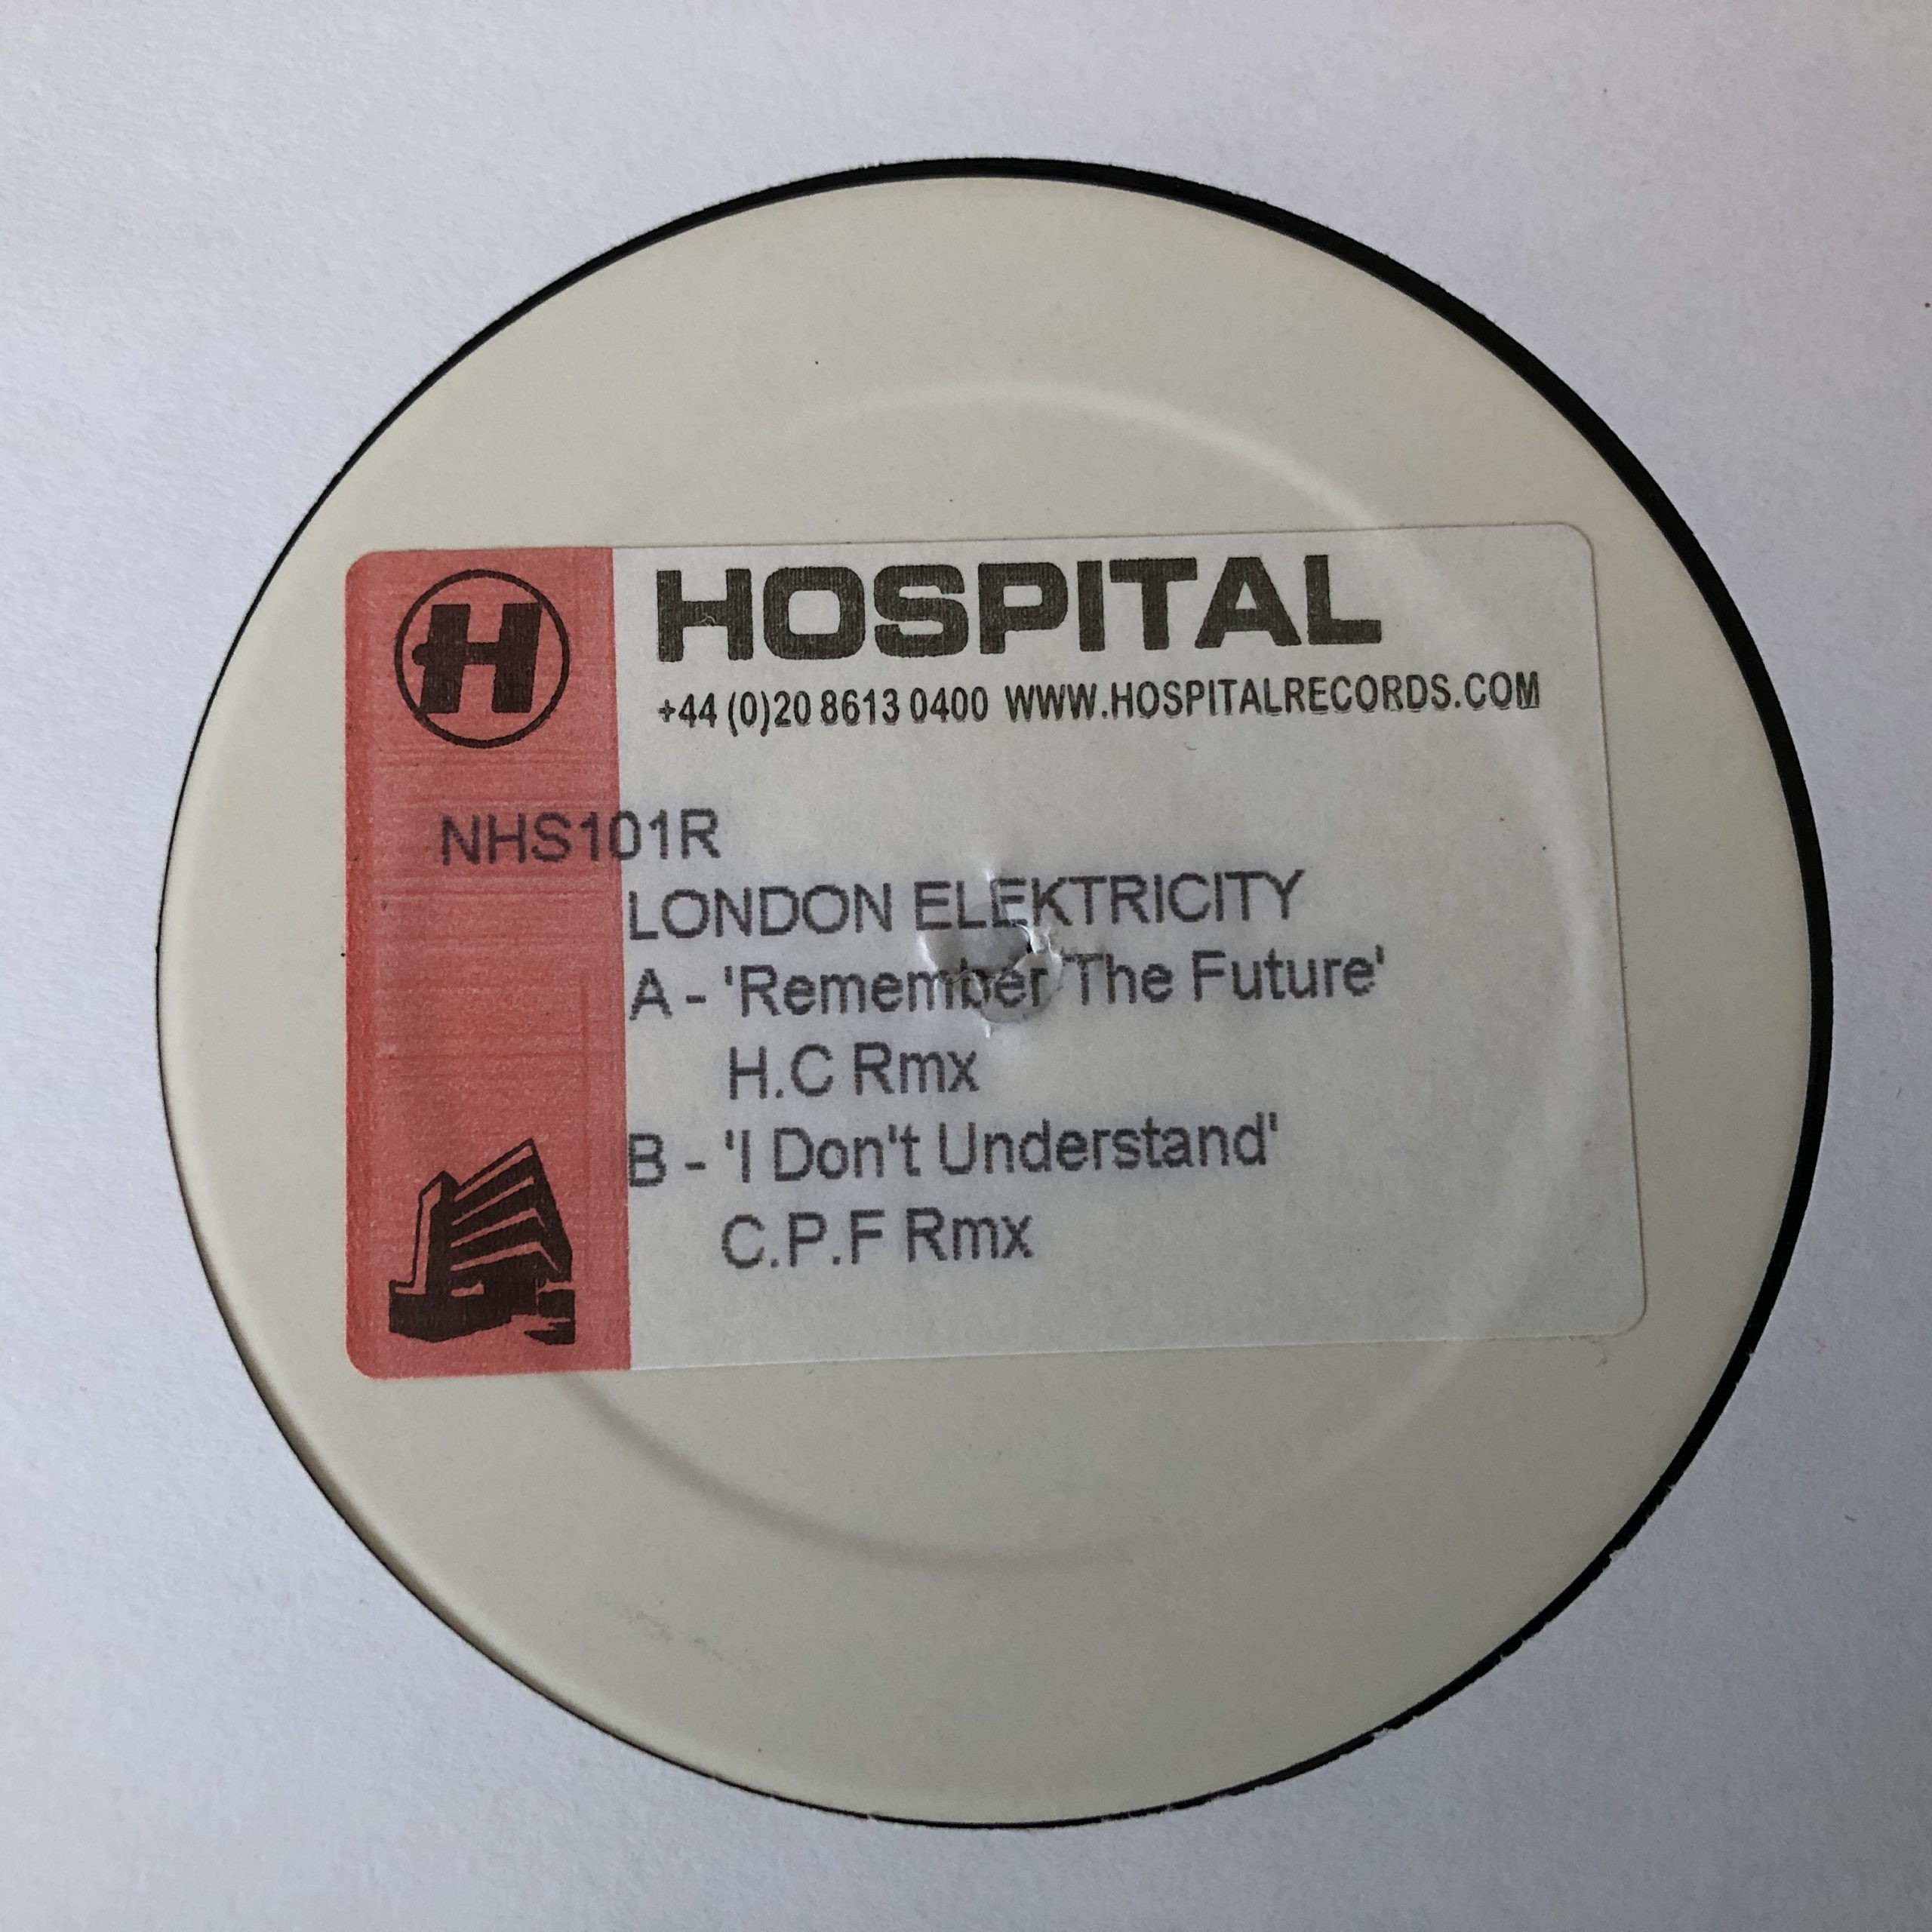 H
HOSPITAL
+44 (0)20 8613 0400 WWW.HOSPITALRECORDS.COM
NHS101R
LONDON ELEKTRICITY
A - 'Remember The Future'
H.C Rmx
B - 'I Don't Understand'
C.P.F Rmx